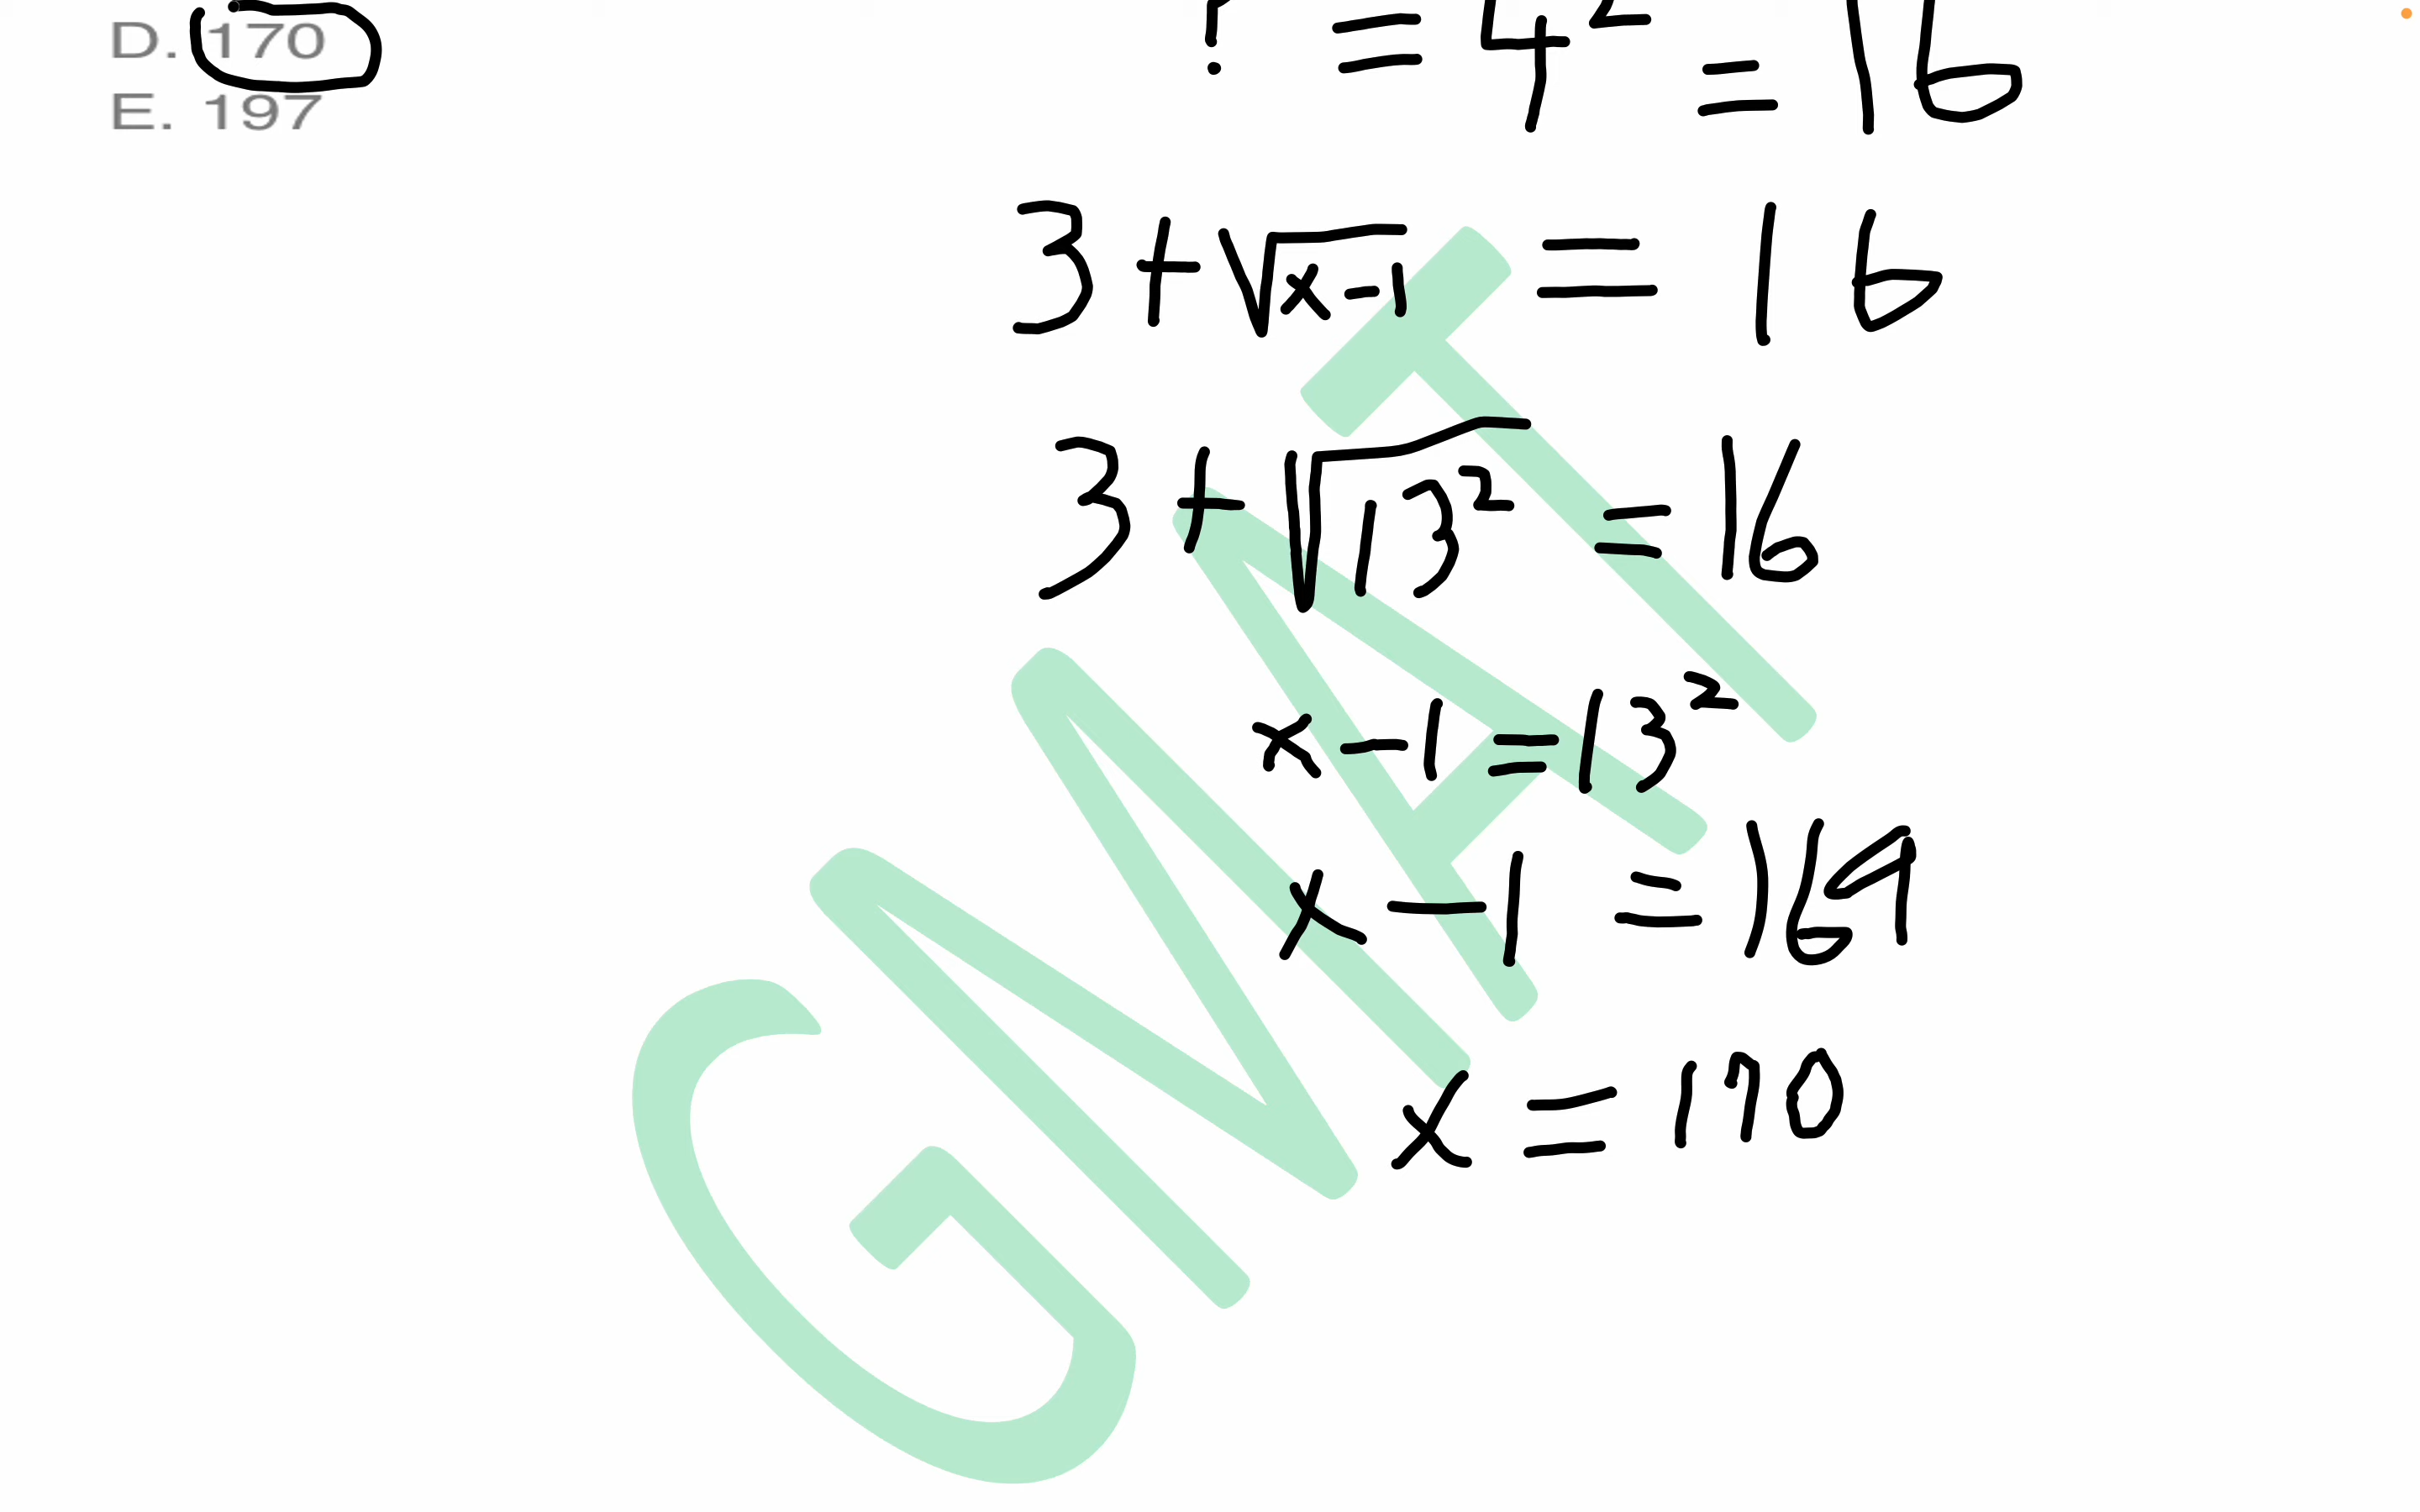 D. 170
? = 4² = 16
E. 197
3 + √x-1 = 16
3 + √13² = 16
x - 1 = 13²
x - 1 = 169
x = 170
GMAT